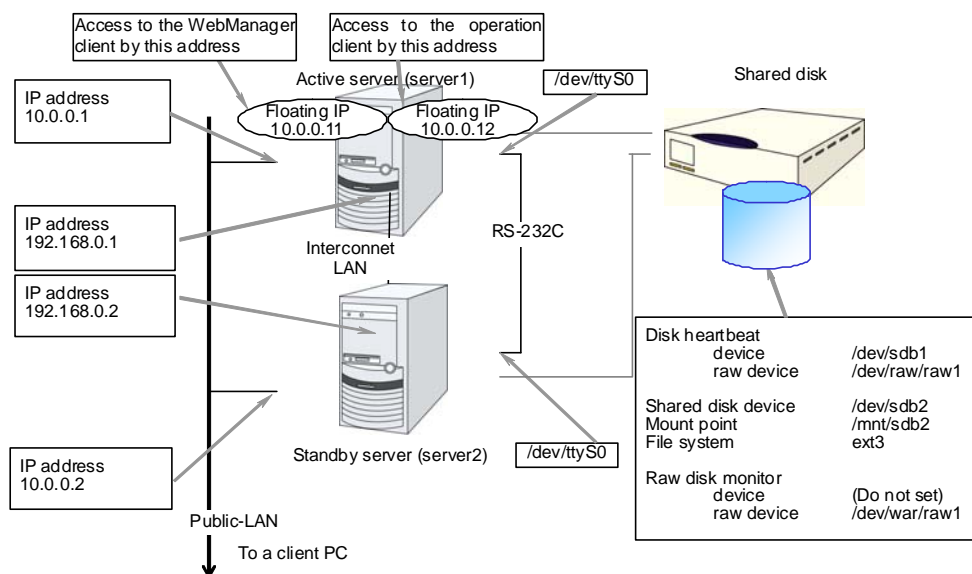 Access to the WebManager
client by this address
Access to the operation
client by this address
Active server (server1)
/dev/ttyS0
Shared disk
IP address
10.0.0.1
Floating IP
10.0.0.11
Floating IP
10.0.0.12
IP address
192.168.0.1
Interconnet
LAN
RS-232C
IP address
192.168.0.2
Disk heartbeat
device /dev/sdb1
raw device /dev/raw/raw1
Shared disk device /dev/sdb2
Mount point /mnt/sdb2
File system ext3
Raw disk monitor
device (Do not set)
raw device /dev/war/raw1
Standby server (server2)
/dev/ttyS0
IP address
10.0.0.2
Public-LAN
To a client PC